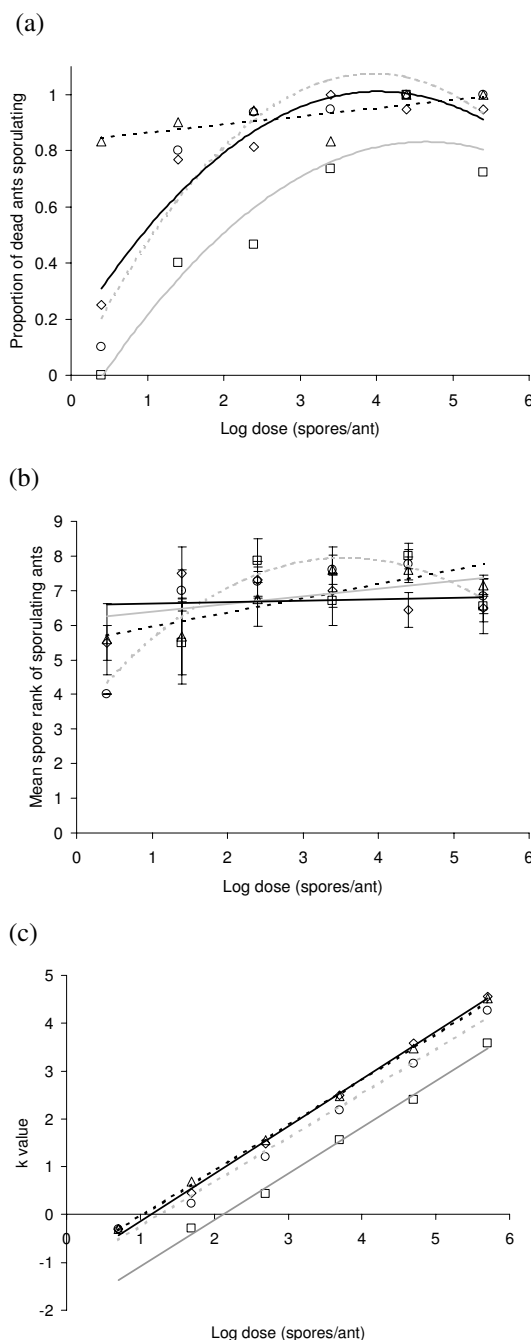 (a)
Proportion of dead ants sporulating
1
0.8
0.6
0.4
0.2
0
0 1 2 3 4 5 6
Log dose (spores/ant)
(b)
Mean spore rank of sporulating ants
9
8
7
6
5
4
3
2
1
0
0 1 2 3 4 5 6
Log dose (spores/ant)
(c)
k value
5
4
3
2
1
0
-1
-2
0 1 2 3 4 5 6
Log dose (spores/ant)